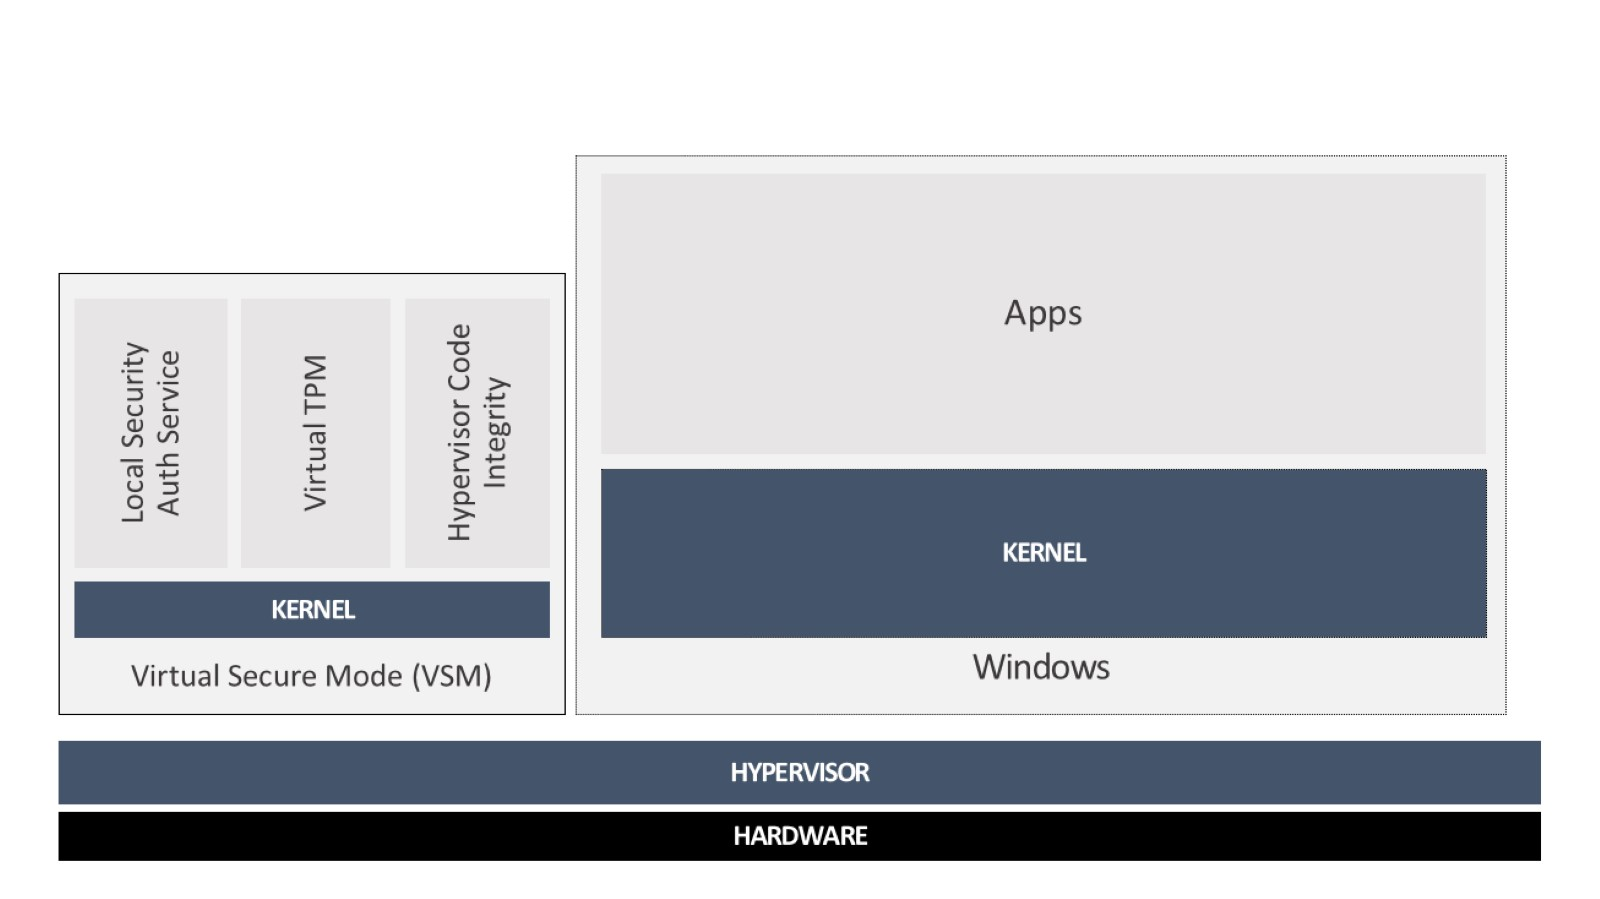 Local Security
Auth Service
Virtual TPM
Hypervisor Code
Integrity
KERNEL
Virtual Secure Mode (VSM)
Apps
KERNEL
Windows
HYPERVISOR
HARDWARE